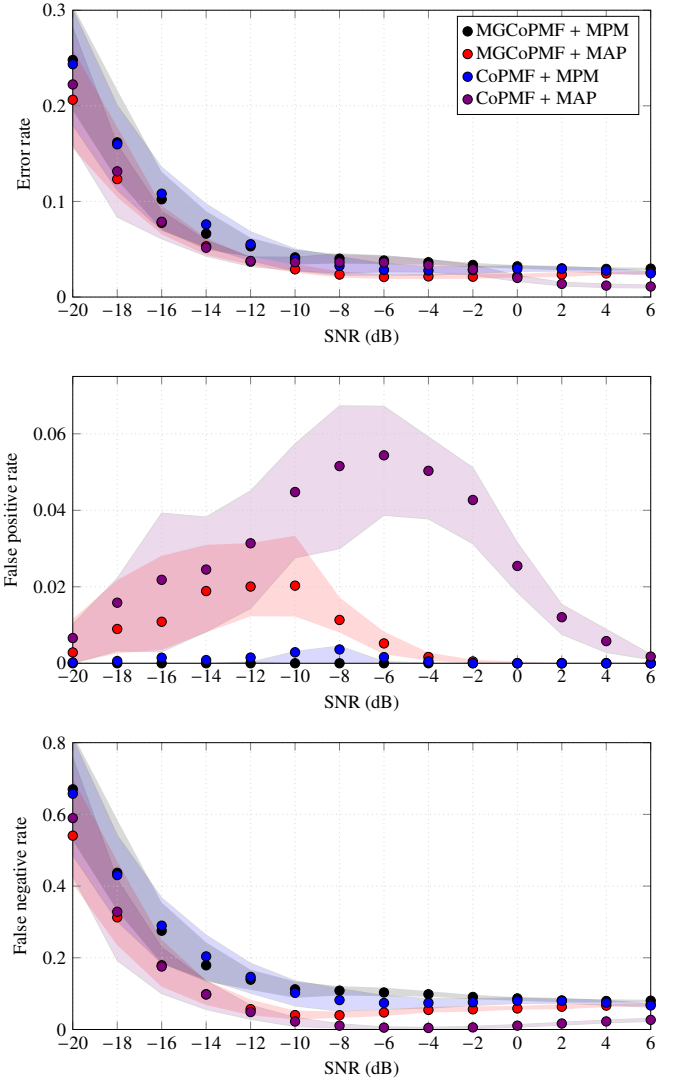 0.3
0.2
0.1
0
Error rate
MGCoPMF + MPM
MGCoPMF + MAP
CoPMF + MPM
CoPMF + MAP
−20 −18 −16 −14 −12 −10 −8 −6 −4 −2 0 2 4 6
SNR (dB)
0.06
0.04
0.02
0
False positive rate
−20 −18 −16 −14 −12 −10 −8 −6 −4 −2 0 2 4 6
SNR (dB)
0.8
0.6
0.4
0.2
0
False negative rate
−20 −18 −16 −14 −12 −10 −8 −6 −4 −2 0 2 4 6
SNR (dB)